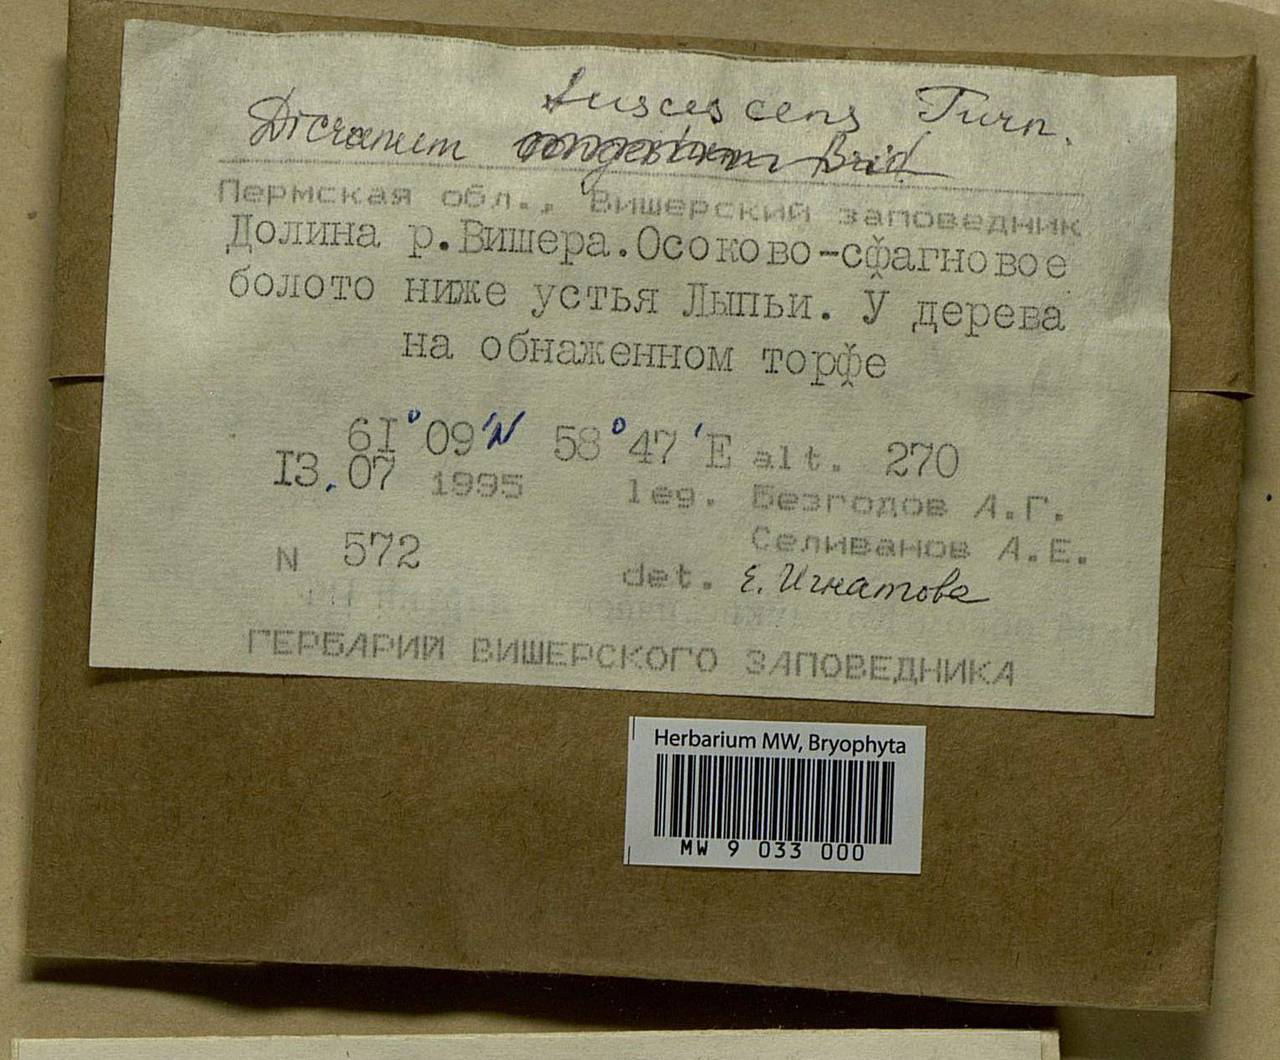 fuscescens Turn.
Dicranum congestum Brid.
Пермская обл., Вишерский заповедник
Долина р.Вишера.Осоково-сфагновое
болото ниже устья Лыпьи. У дерева
на обнаженном торфе
6I°09'N 58°47'E alt. 270
I3.07 1995 leg. Безгодов А.Г.
Селиванов А.Е.
N 572
det. Е. Игнатова
ГЕРБАРИЙ ВИШЕРСКОГО ЗАПОВЕДНИКА
Herbarium MW, Bryophyta
MW 9 033 000